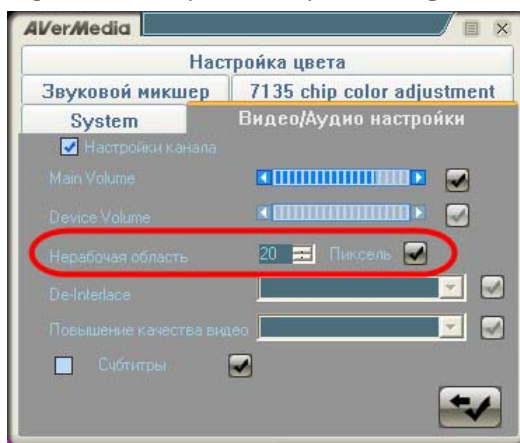 AVerMedia
Настройка цвета
Звуковой микшер 7135 chip color adjustment
System Видео/Аудио настройки
Настройки канала
Main Volume
Device Volume
Нерабочая область 20 Пиксель
De-Interlace
Повышение качества видео
Субтитры